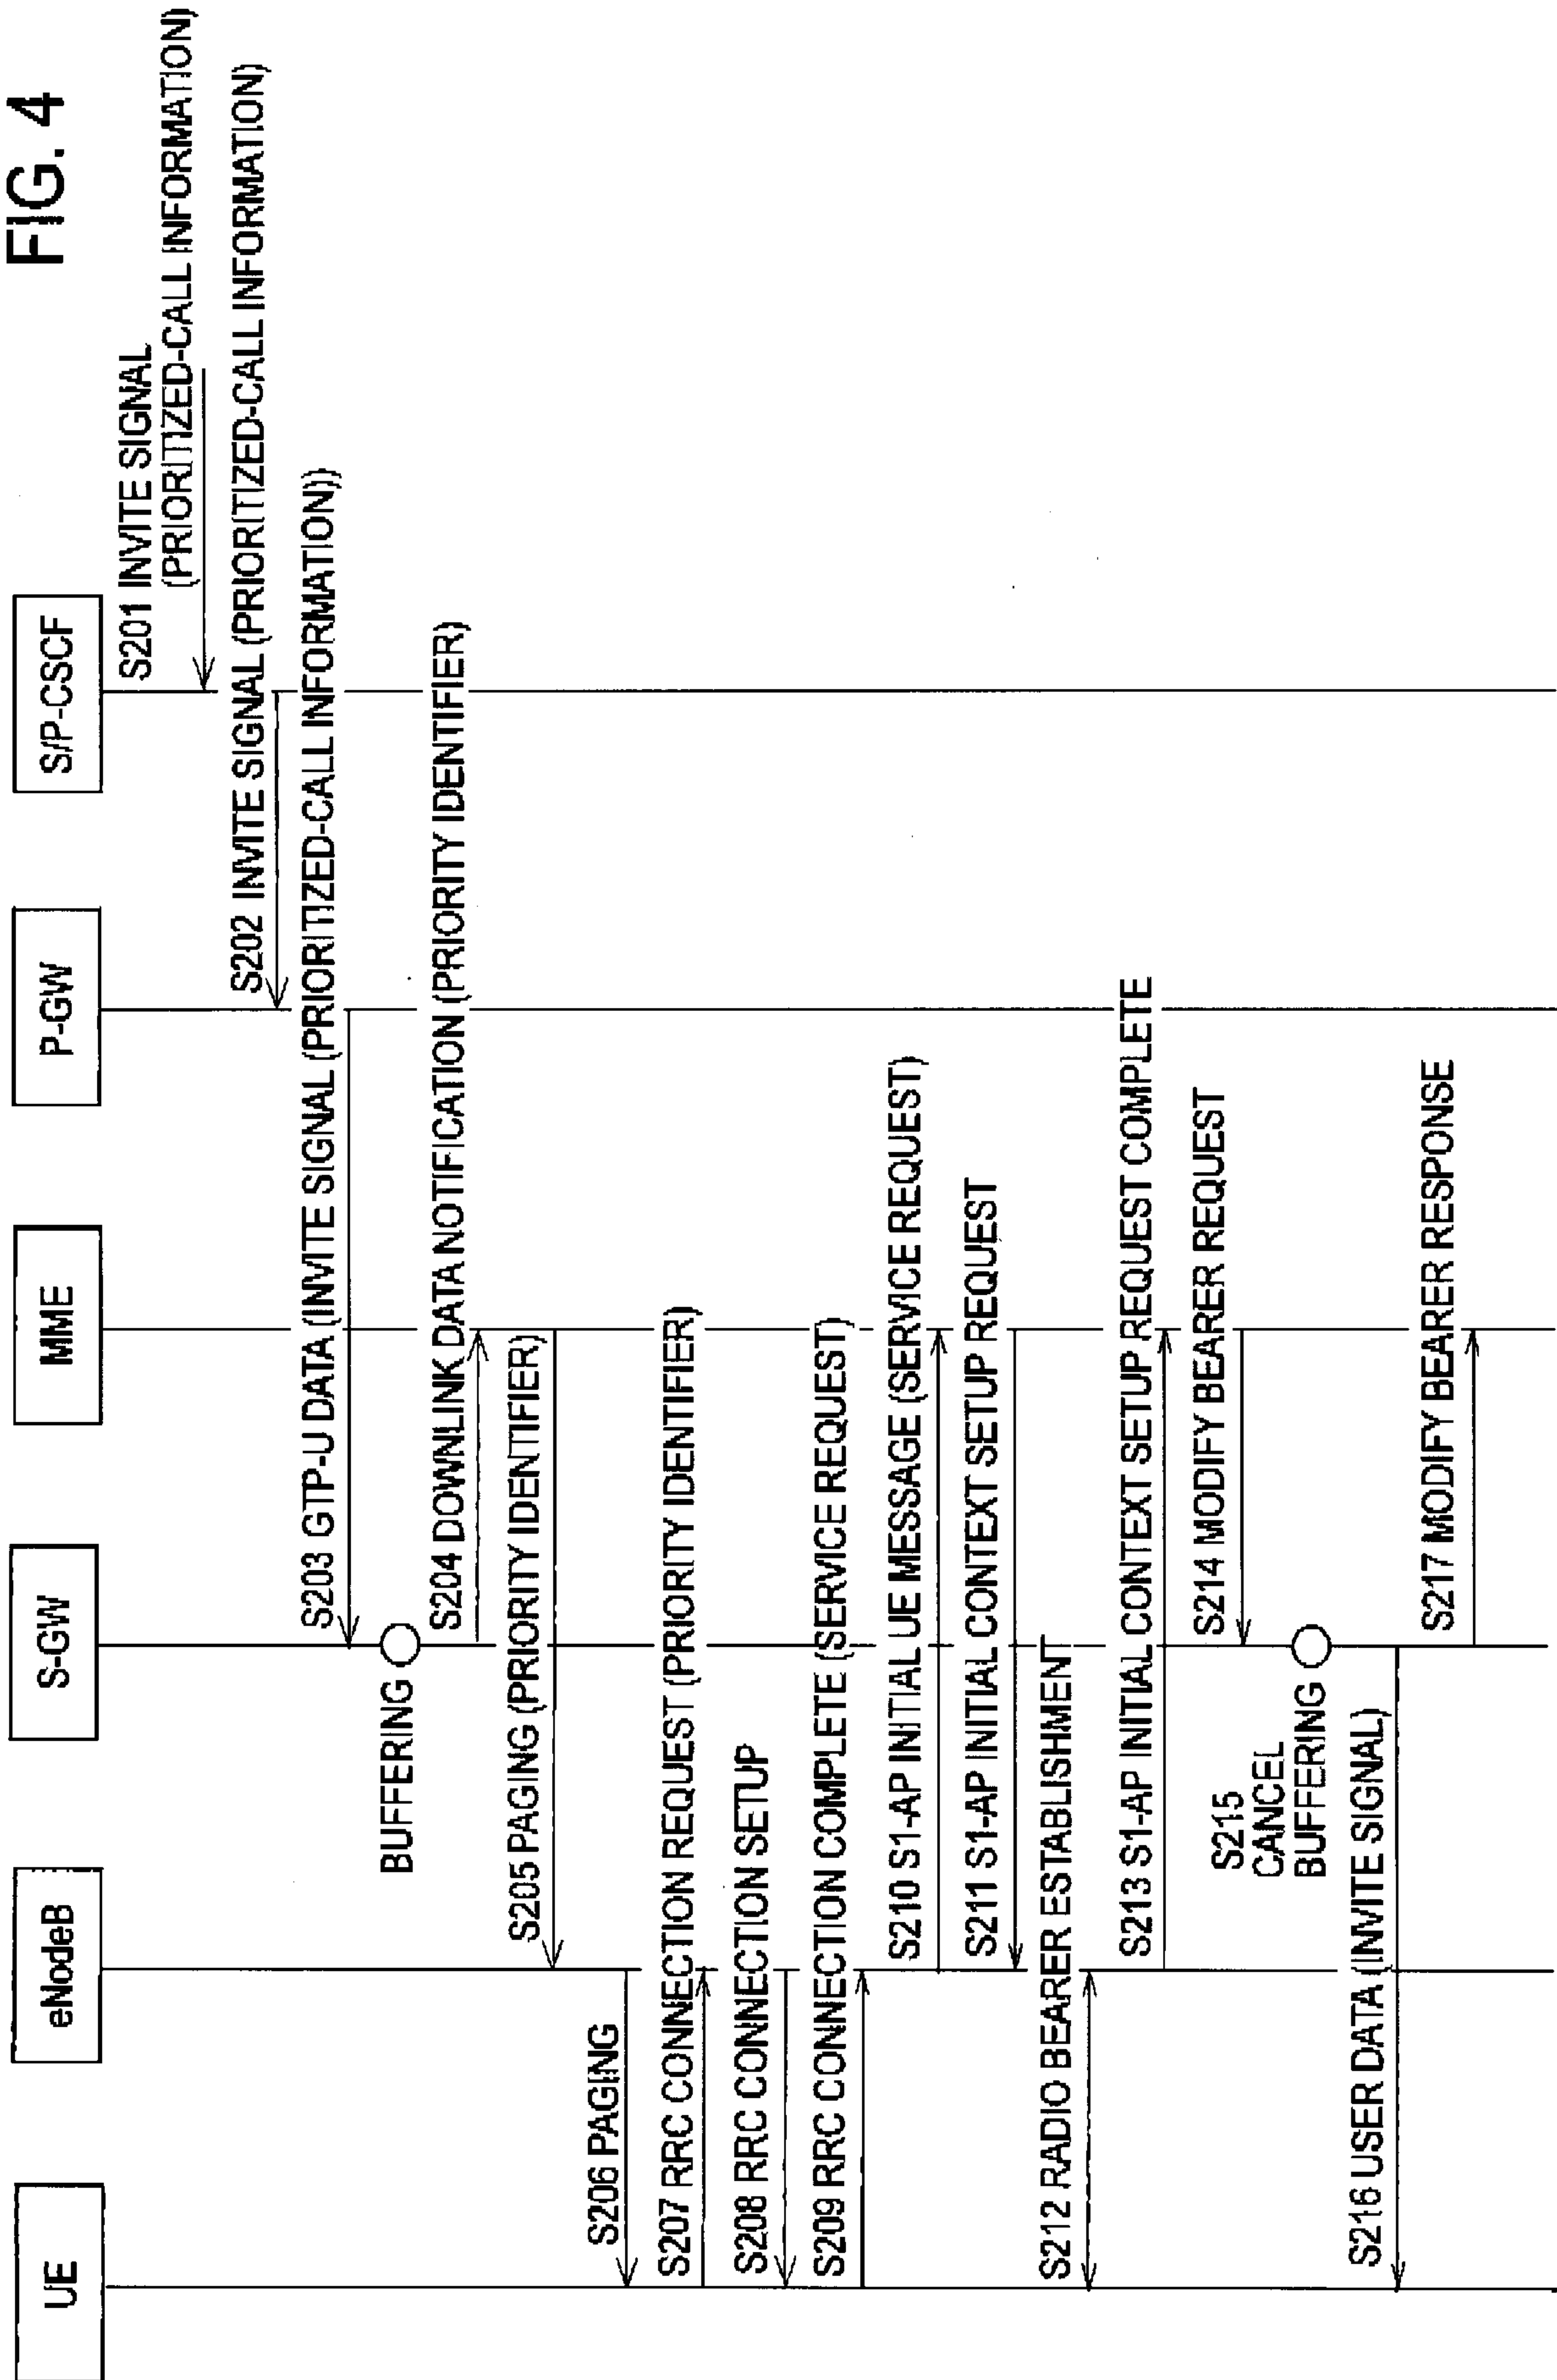 FIG. 4
UE
eNodeB
S-GW
MME
P-GW
S/P-CSCF
S201 INVITE SIGNAL
(PRIORITIZED-CALL INFORMATION)
S202 INVITE SIGNAL (PRIORITIZED-CALL INFORMATION)
S203 GTP-U DATA (INVITE SIGNAL (PRIORITIZED-CALL INFORMATION))
BUFFERING
S204 DOWNLINK DATA NOTIFICATION (PRIORITY IDENTIFIER)
S205 PAGING (PRIORITY IDENTIFIER)
S206 PAGING
S207 RRC CONNECTION REQUEST (PRIORITY IDENTIFIER)
S208 RRC CONNECTION SETUP
S209 RRC CONNECTION COMPLETE (SERVICE REQUEST)
S210 S1-AP INITIAL UE MESSAGE (SERVICE REQUEST)
S211 S1-AP INITIAL CONTEXT SETUP REQUEST
S212 RADIO BEARER ESTABLISHMENT
S213 S1-AP INITIAL CONTEXT SETUP REQUEST COMPLETE
S214 MODIFY BEARER REQUEST
S215
CANCEL
BUFFERING
S216 USER DATA (INVITE SIGNAL)
S217 MODIFY BEARER RESPONSE